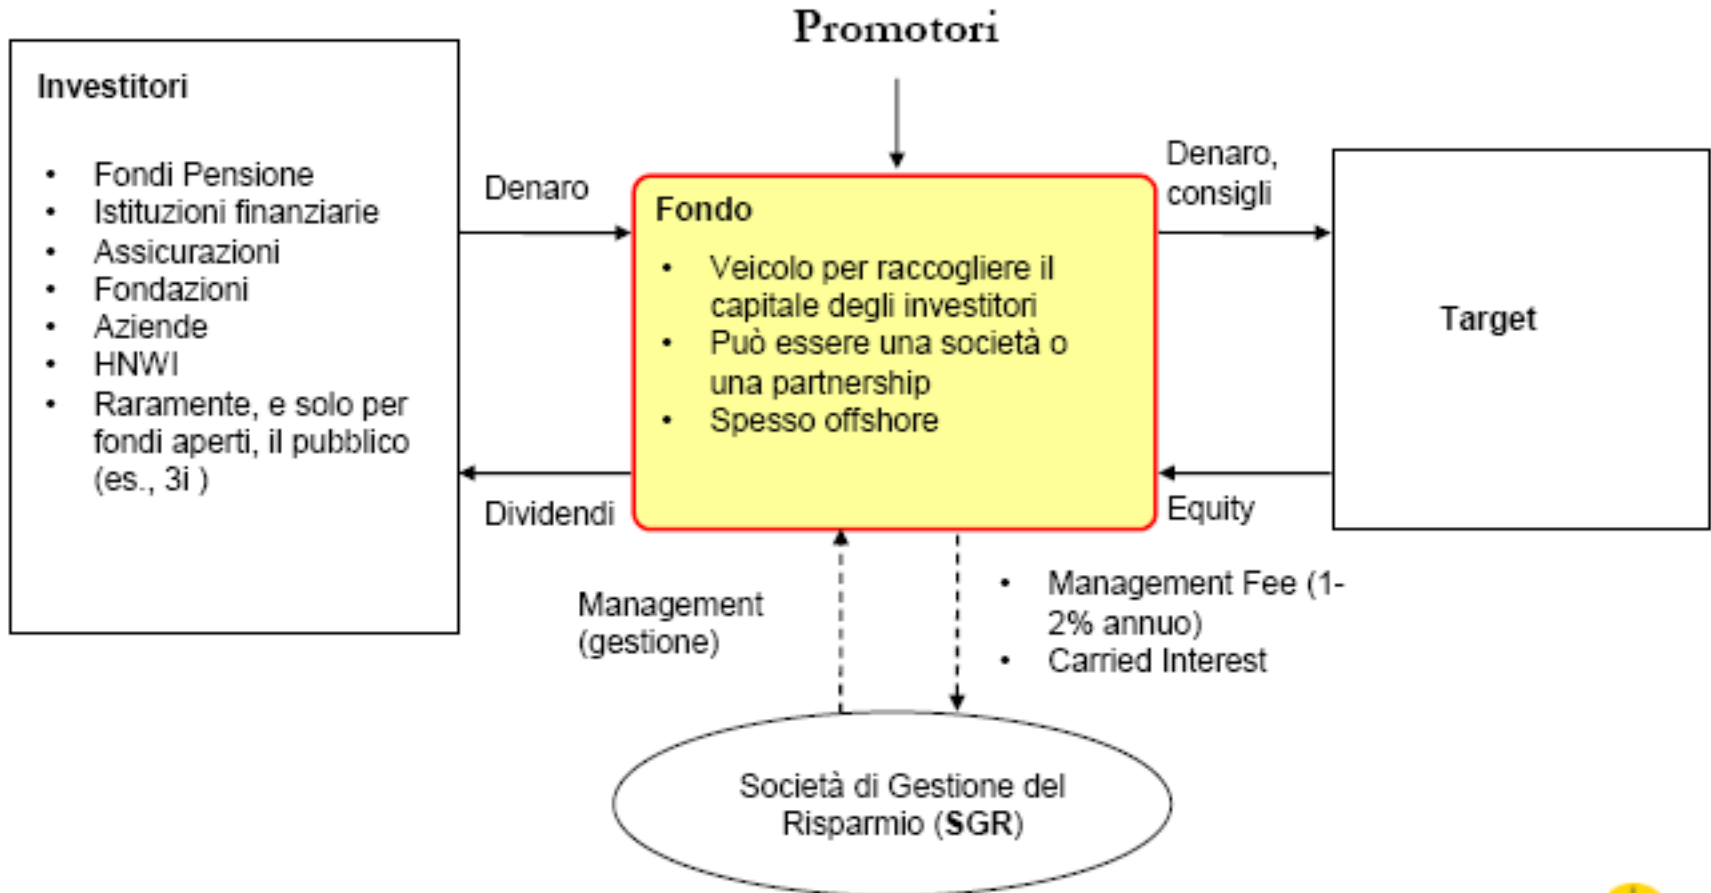 Promotori
Investitori
• Fondi Pensione
• Istituzioni finanziarie
• Assicurazioni
• Fondazioni
• Aziende
• HNWI
• Raramente, e solo per
fondi aperti, il pubblico
(es., 3i )
Denaro
Dividendi
Fondo
• Veicolo per raccogliere il
capitale degli investitori
• Può essere una società o
una partnership
• Spesso offshore
Denaro,
consigli
Equity
Target
Management
(gestione)
• Management Fee (1-
2% annuo)
• Carried Interest
Società di Gestione del
Risparmio (SGR)